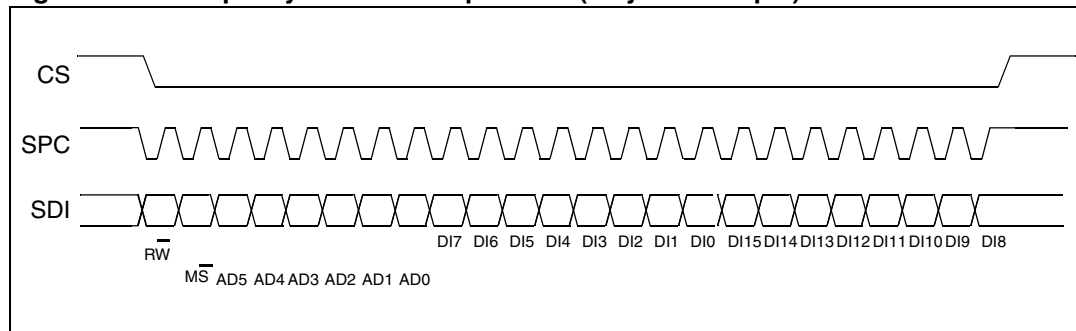 CS
SPC
SDI
DI7 DI6 DI5 DI4 DI3 DI2 DI1 DI0 DI15 DI14 DI13 DI12 DI11 DI10 DI9 DI8
RW
MS AD5 AD4 AD3 AD2 AD1 AD0